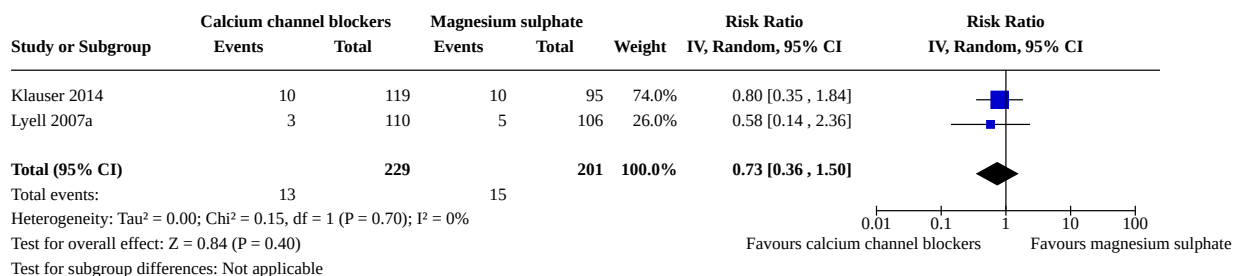 Calcium channel blockers Magnesium sulphate Risk Ratio Risk Ratio
Study or Subgroup Events Total Events Total Weight IV, Random, 95% CI IV, Random, 95% CI
Klauser 2014 10 119 10 95 74.0% 0.80 [0.35 , 1.84]
Lyell 2007a 3 110 5 106 26.0% 0.58 [0.14 , 2.36]
Total (95% CI) 229 201 100.0% 0.73 [0.36 , 1.50]
Total events: 13 15
Heterogeneity: Tau² = 0.00; Chi² = 0.15, df = 1 (P = 0.70); I² = 0%
0.01 0.1 1 10 100
Test for overall effect: Z = 0.84 (P = 0.40) Favours calcium channel blockers Favours magnesium sulphate
Test for subgroup differences: Not applicable